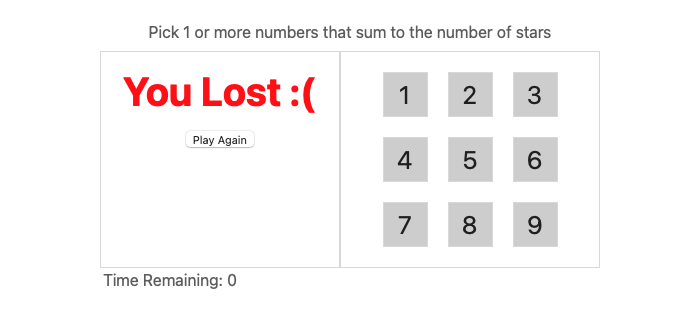 Pick 1 or more numbers that sum to the number of stars
You Lost :(
Play Again
1 2 3
4 5 6
7 8 9
Time Remaining: 0